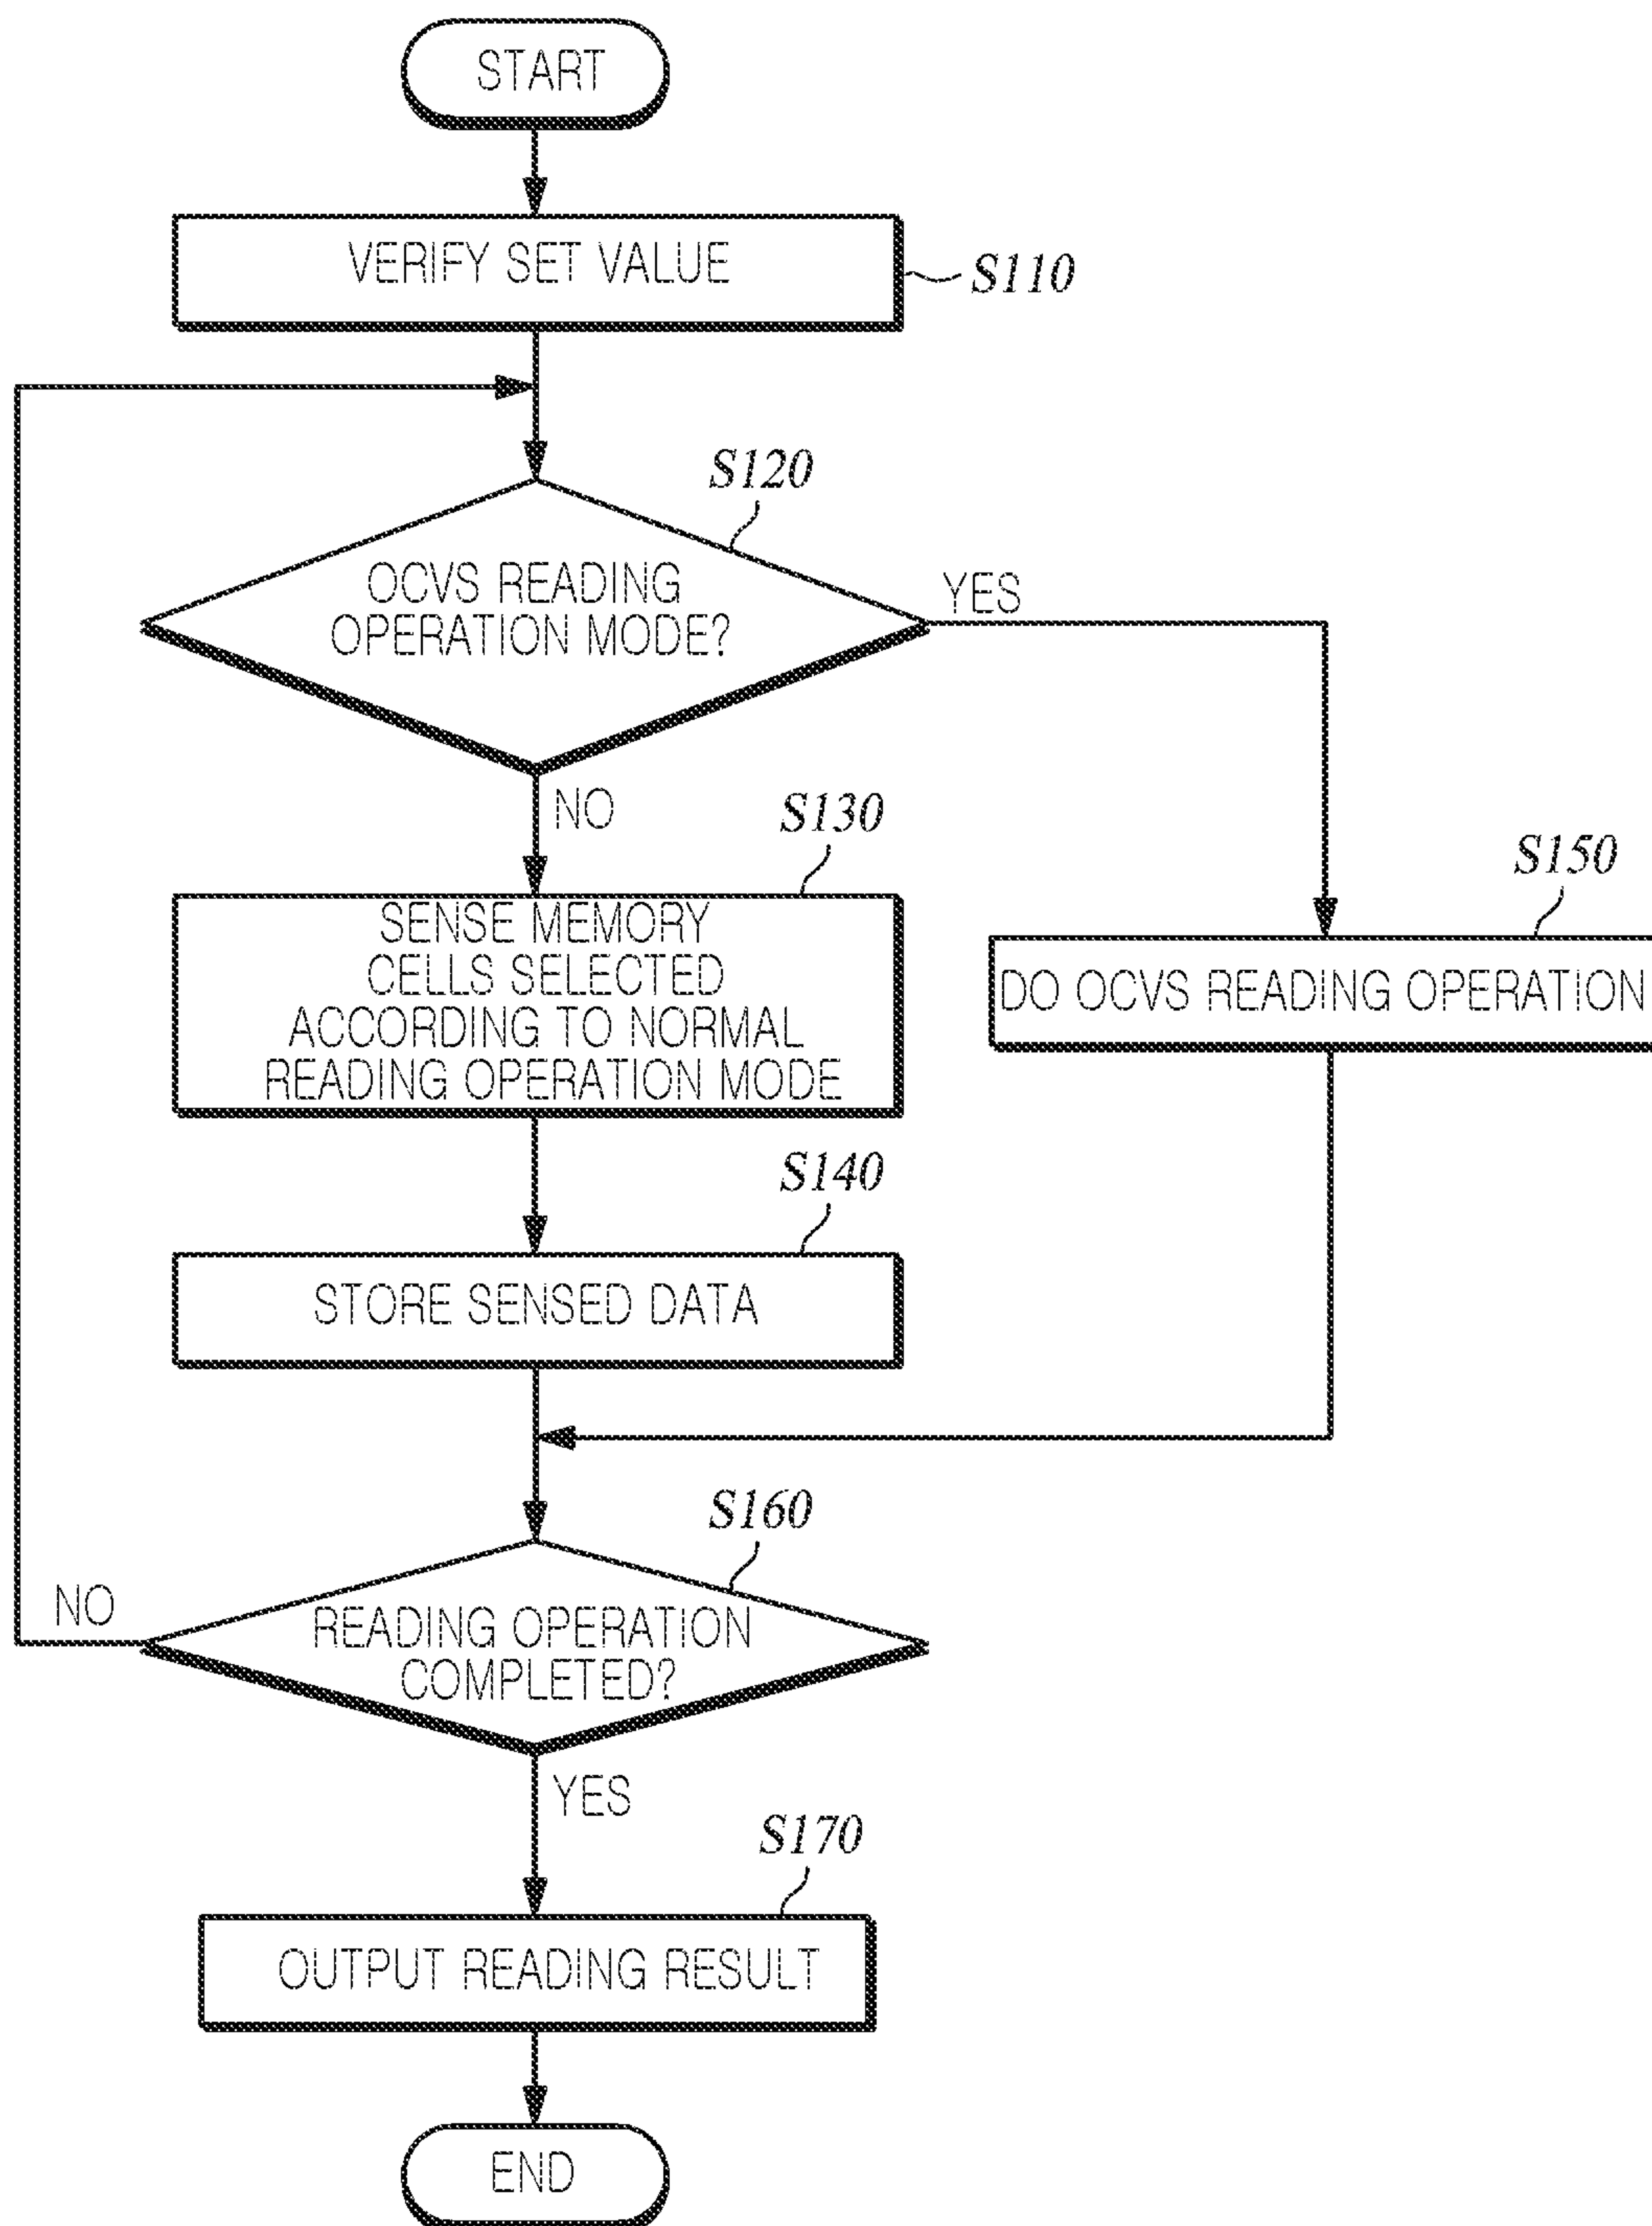 START
VERIFY SET VALUE
S110
S120
OCVS READING
OPERATION MODE?
YES
NO
S130
SENSE MEMORY
CELLS SELECTED
ACCORDING TO NORMAL
READING OPERATION MODE
S150
DO OCVS READING OPERATION
S140
STORE SENSED DATA
S160
NO
READING OPERATION
COMPLETED?
YES
S170
OUTPUT READING RESULT
END